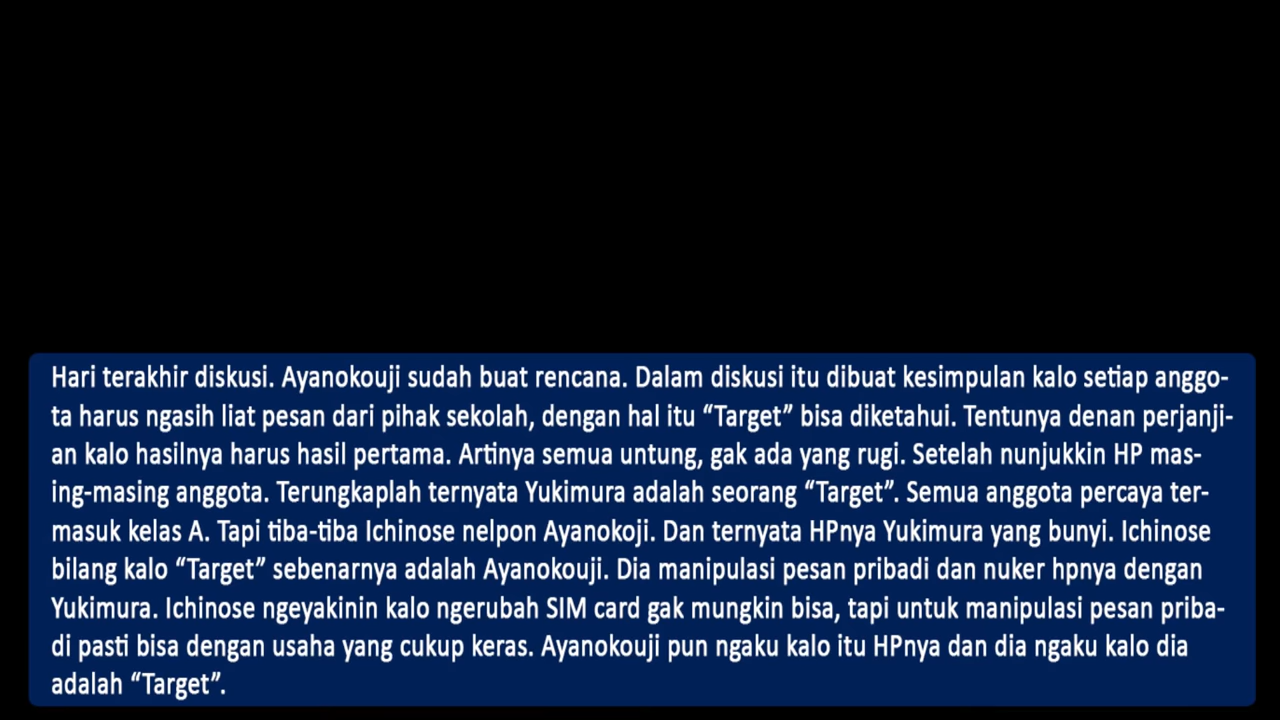 Hari terakhir diskusi. Ayanokouji sudah buat rencana. Dalam diskusi itu dibuat kesimpulan kalo setiap anggo-
ta harus ngasih liat pesan dari pihak sekolah, dengan hal itu “Target” bisa diketahui. Tentunya denan perjanji-
an kalo hasilnya harus hasil pertama. Artinya semua untung, gak ada yang rugi. Setelah nunjukkin HP mas-
ing-masing anggota. Terungkaplah ternyata Yukimura adalah seorang “Target”. Semua anggota percaya ter-
masuk kelas A. Tapi tiba-tiba Ichinose nelpon Ayanokoji. Dan ternyata HPnya Yukimura yang bunyi. Ichinose
bilang kalo “Target” sebenarnya adalah Ayanokouji. Dia manipulasi pesan pribadi dan nuker hpnya dengan
Yukimura. Ichinose ngeyakinin kalo ngerubah SIM card gak mungkin bisa, tapi untuk manipulasi pesan priba-
di pasti bisa dengan usaha yang cukup keras. Ayanokouji pun ngaku kalo itu HPnya dan dia ngaku kalo dia
adalah “Target”.